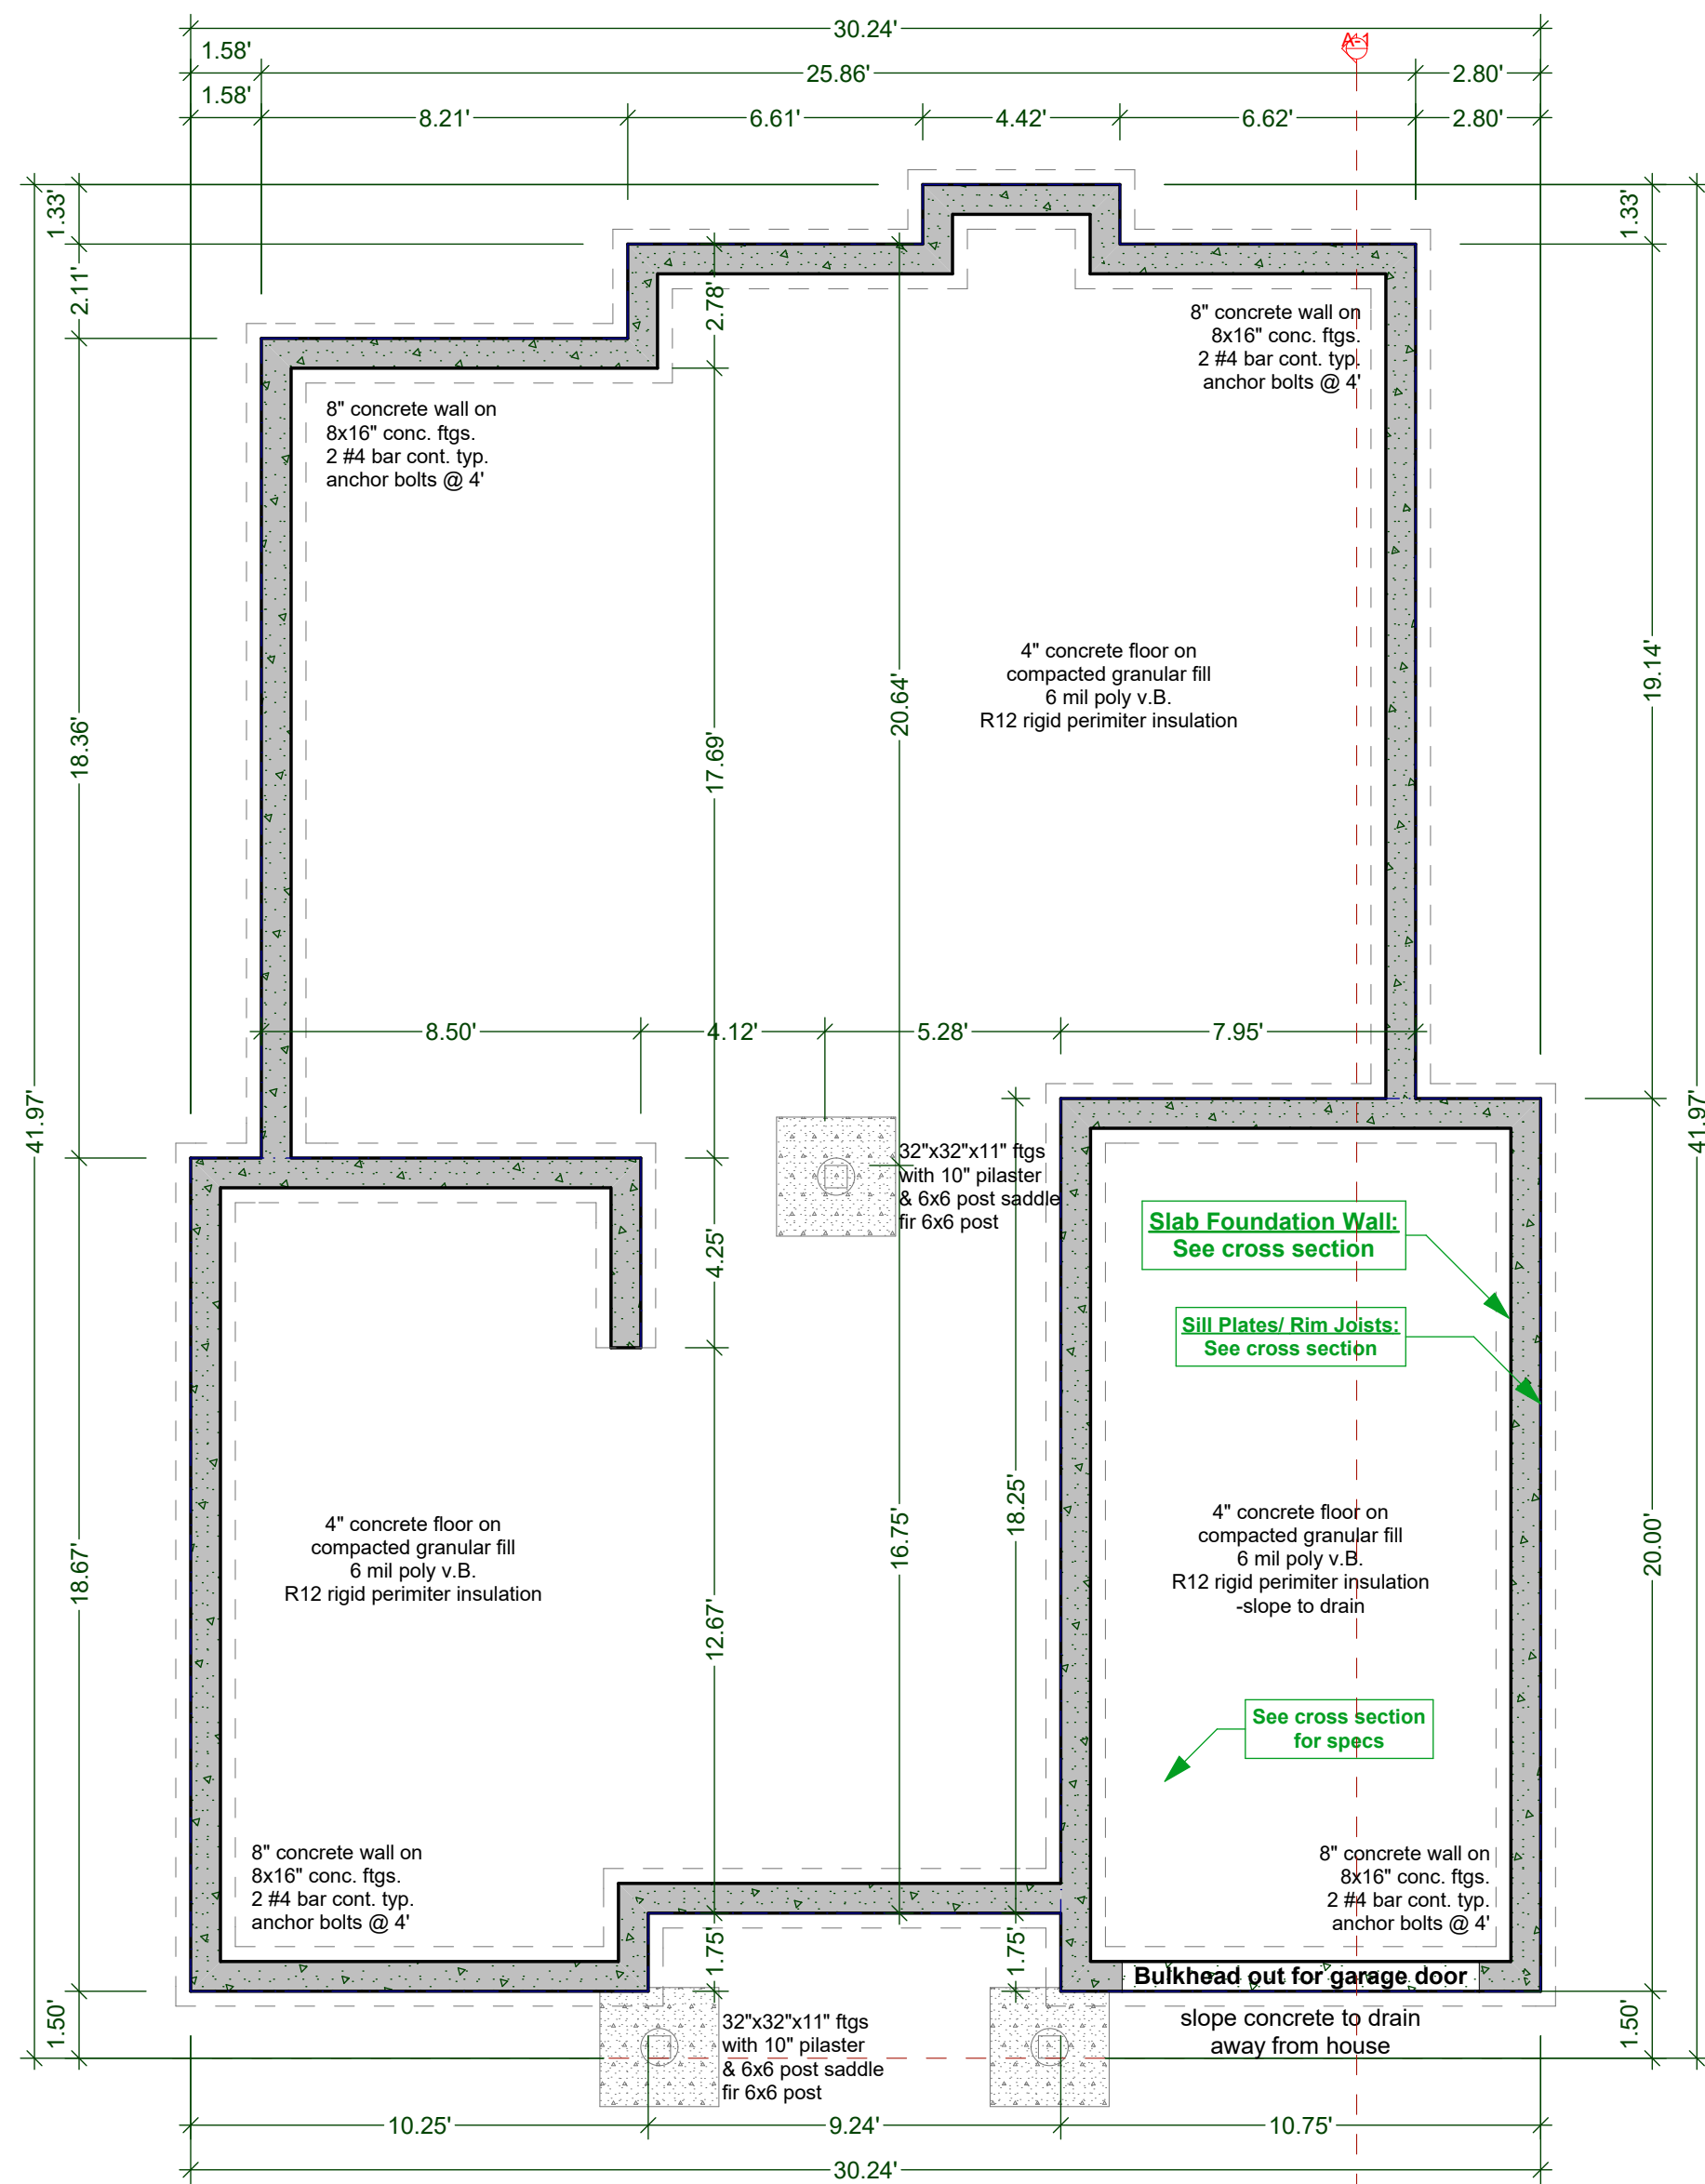 30.24'
1.58'
A-1
25.86'
2.80'
1.58'
8.21'
6.61'
4.42'
6.62'
2.80'
1.33'
1.33'
2.11'
2.78'
8" concrete wall on
8x16" conc. ftgs.
2 #4 bar cont. typ.
anchor bolts @ 4'
8" concrete wall on
8x16" conc. ftgs.
2 #4 bar cont. typ.
anchor bolts @ 4'
4" concrete floor on
compacted granular fill
6 mil poly v.B.
R12 rigid perimiter insulation
19.14'
20.64'
18.36'
17.69'
8.50'
4.12'
5.28'
7.95'
41.97'
41.97'
32"x32"x11" ftgs
with 10" pilaster
& 6x6 post saddle
fir 6x6 post
Slab Foundation Wall:
See cross section
4.25'
Sill Plates/ Rim Joists:
See cross section
18.25'
4" concrete floor on
compacted granular fill
6 mil poly v.B.
R12 rigid perimiter insulation
4" concrete floor on
compacted granular fill
6 mil poly v.B.
R12 rigid perimiter insulation
-slope to drain
16.75'
20.00'
18.67'
12.67'
See cross section
for specs
8" concrete wall on
8x16" conc. ftgs.
2 #4 bar cont. typ.
anchor bolts @ 4'
8" concrete wall on
8x16" conc. ftgs.
2 #4 bar cont. typ.
anchor bolts @ 4'
1.75'
1.75'
Bulkhead out for garage door
slope concrete to drain
away from house
1.50'
1.50'
32"x32"x11" ftgs
with 10" pilaster
& 6x6 post saddle
fir 6x6 post
10.25'
9.24'
10.75'
30.24'